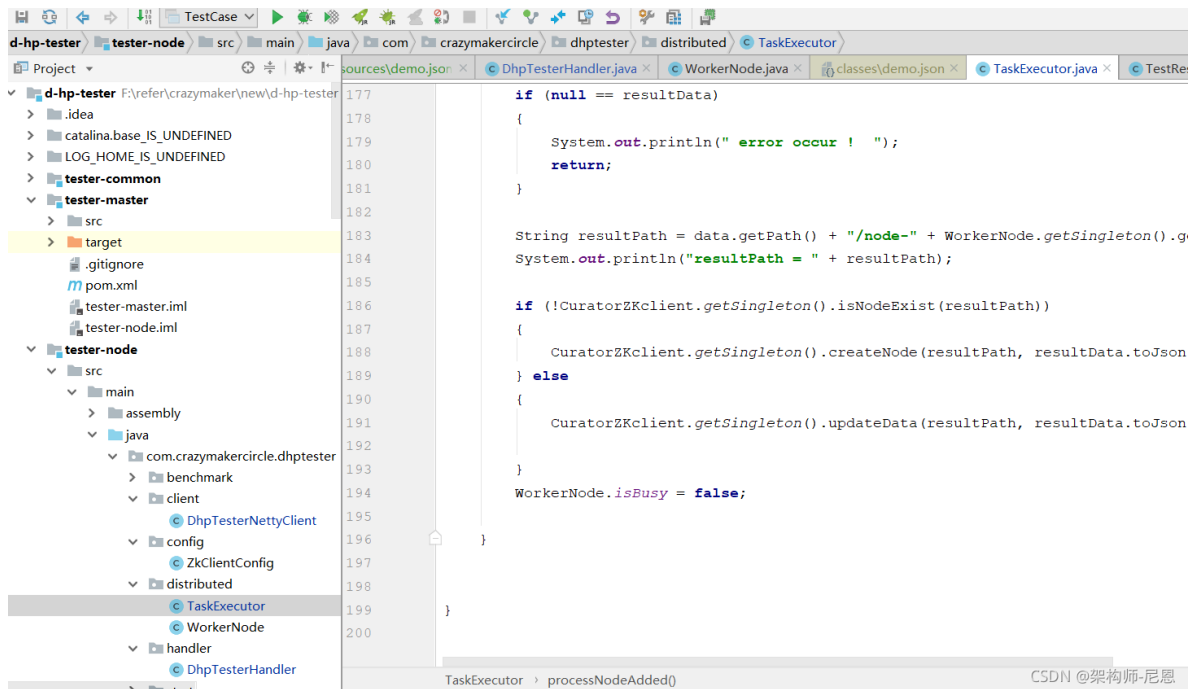 TestCase
d-hp-tester tester-node src main java com crazymakercircle dhptester distributed TaskExecutor
Project
sources\demo.json DhpTesterHandler.java WorkerNode.java classes\demo.json TaskExecutor.java TestRes
d-hp-tester F:\refer\crazymaker\new\d-hp-tester
.idea
catalina.base_IS_UNDEFINED
LOG_HOME_IS_UNDEFINED
tester-common
tester-master
src
target
.gitignore
pom.xml
tester-master.iml
tester-node.iml
tester-node
src
main
assembly
java
com.crazymakercircle.dhptester
benchmark
client
DhpTesterNettyClient
config
ZkClientConfig
distributed
TaskExecutor
WorkerNode
handler
DhpTesterHandler
177 if (null == resultData)
178 {
179 System.out.println(" error occur ! ");
180 return;
181 }
182
183 String resultPath = data.getPath() + "/node-" + WorkerNode.getSingleton().ge
184 System.out.println("resultPath = " + resultPath);
185
186 if (!CuratorZKclient.getSingleton().isNodeExist(resultPath))
187 {
188 CuratorZKclient.getSingleton().createNode(resultPath, resultData.toJson
189 } else
190 {
191 CuratorZKclient.getSingleton().updateData(resultPath, resultData.toJson
192
193 }
194 WorkerNode.isBusy = false;
195
196 }
197
198
199 }
200
TaskExecutor › processNodeAdded()
CSDN @架构师-尼恩